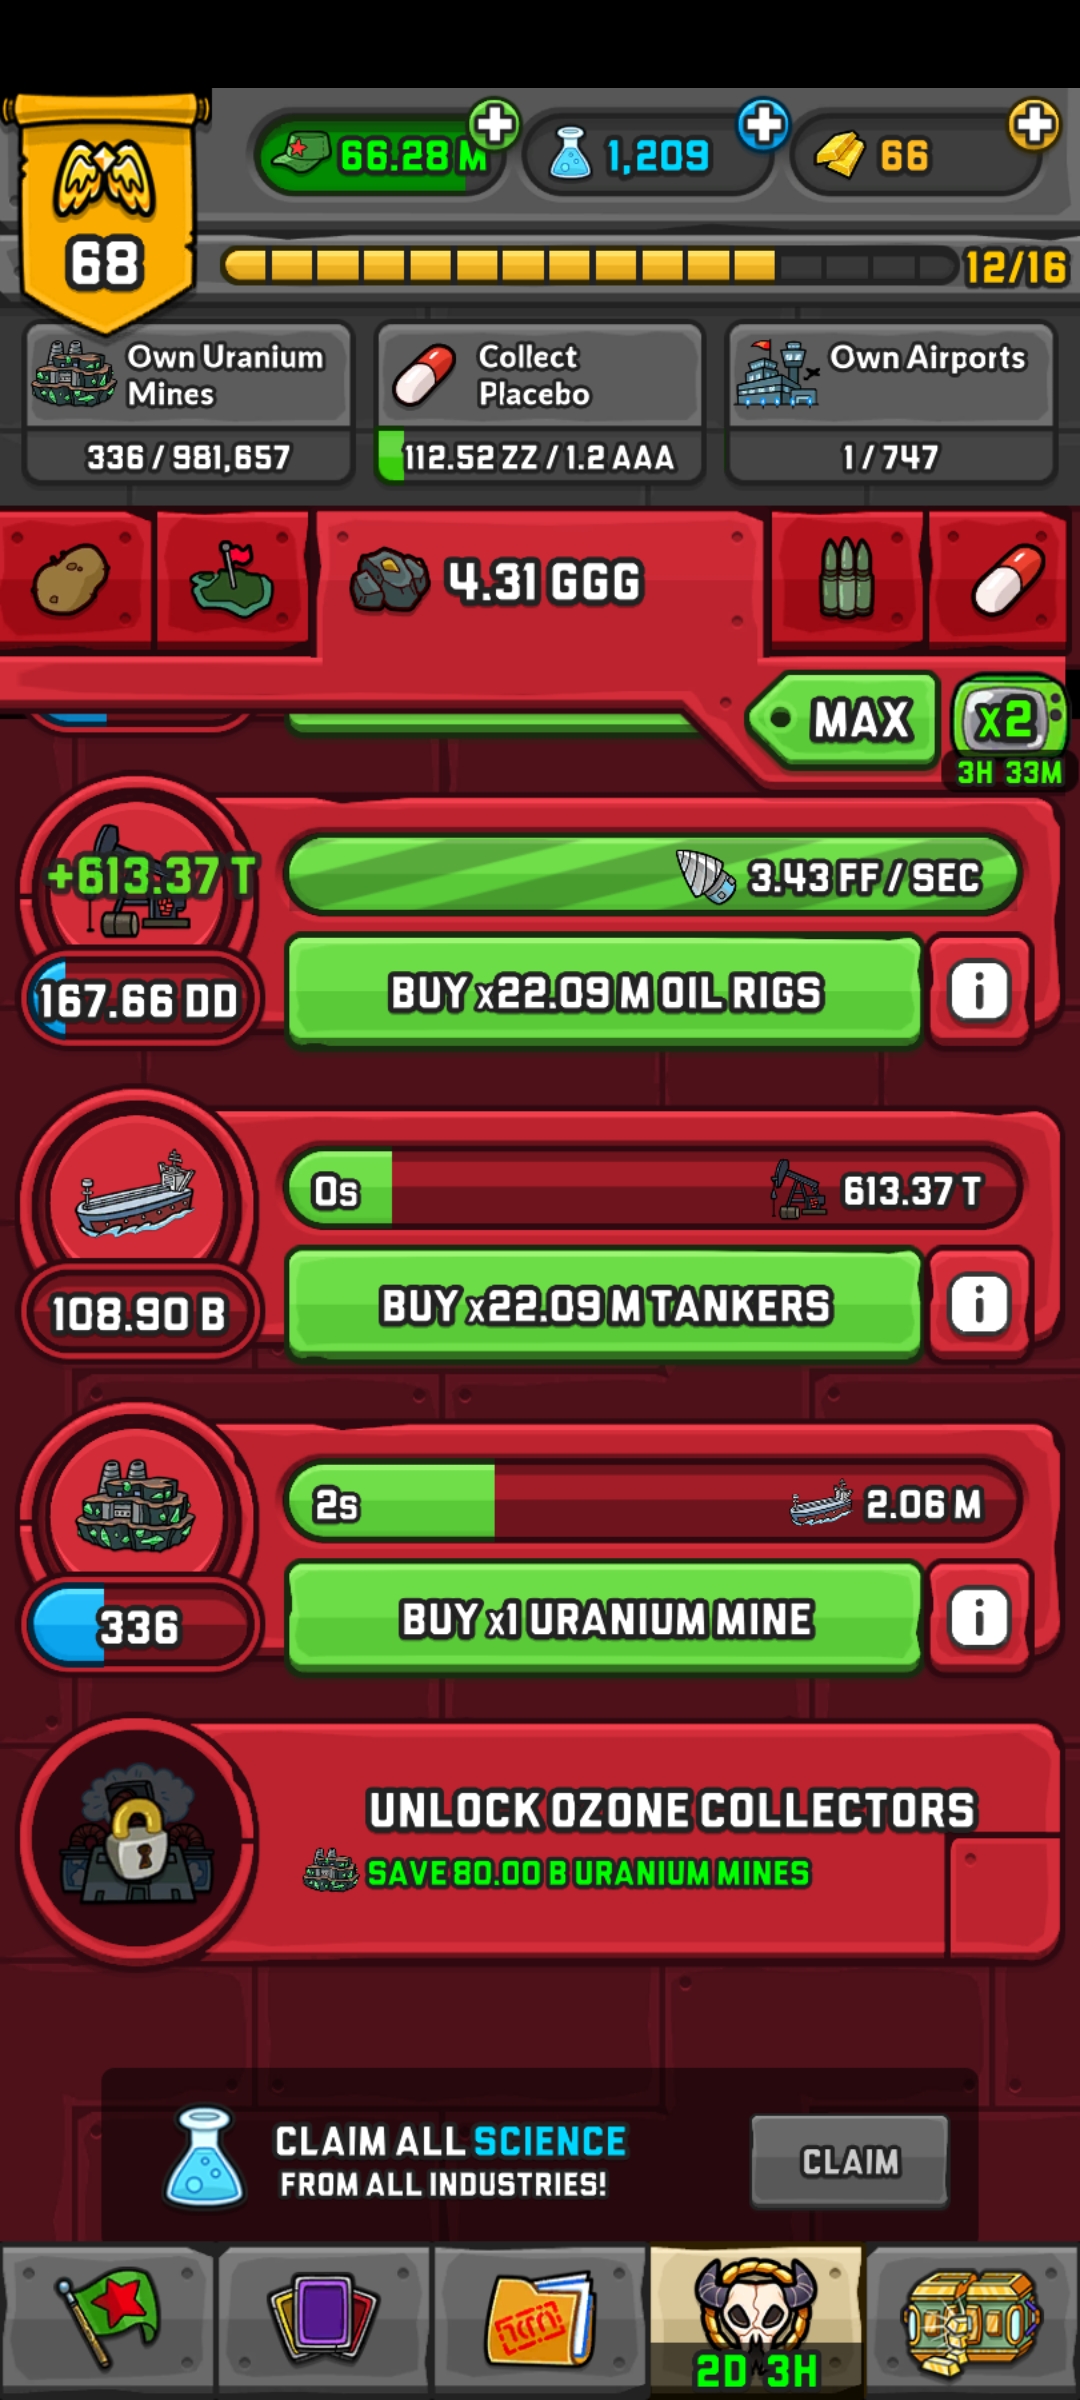 66.28 M
1,209
66
68
12/16
Own Uranium
Mines
336 / 981,657
Collect
Placebo
112.52 ZZ / 1.2 AAA
Own Airports
1 / 747
4.31 GGG
MAX
x2
3H 33M
+613.37 T
3.43 FF / SEC
167.66 DD
BUY x22.09 M OIL RIGS
i
0s
613.37 T
108.90 B
BUY x22.09 M TANKERS
i
2s
2.06 M
336
BUY x1 URANIUM MINE
i
UNLOCK OZONE COLLECTORS
SAVE 80.00 B URANIUM MINES
CLAIM ALL SCIENCE
FROM ALL INDUSTRIES!
CLAIM
2D 3H